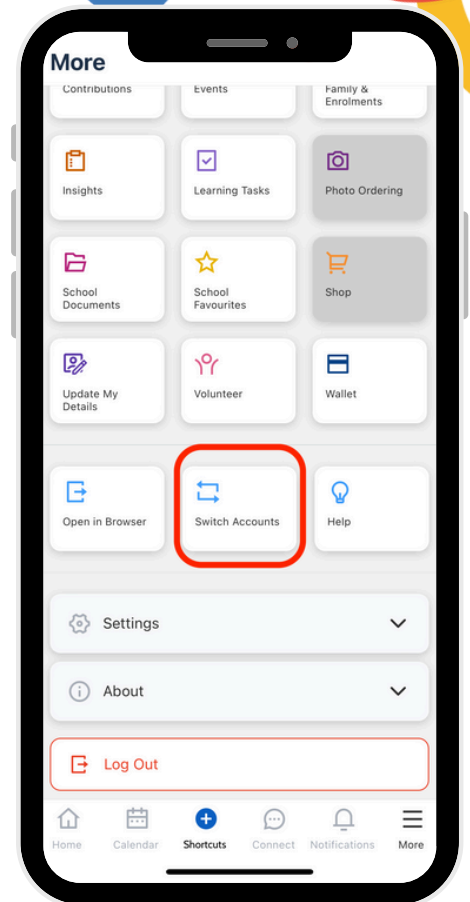 More
Contributions
Events
Family &
Enrolments
Insights
Learning Tasks
Photo Ordering
School
Documents
School
Favourites
Shop
Update My
Details
Volunteer
Wallet
Open in Browser
Switch Accounts
Help
Settings
About
Log Out
Home
Calendar
Shortcuts
Connect
Notifications
More